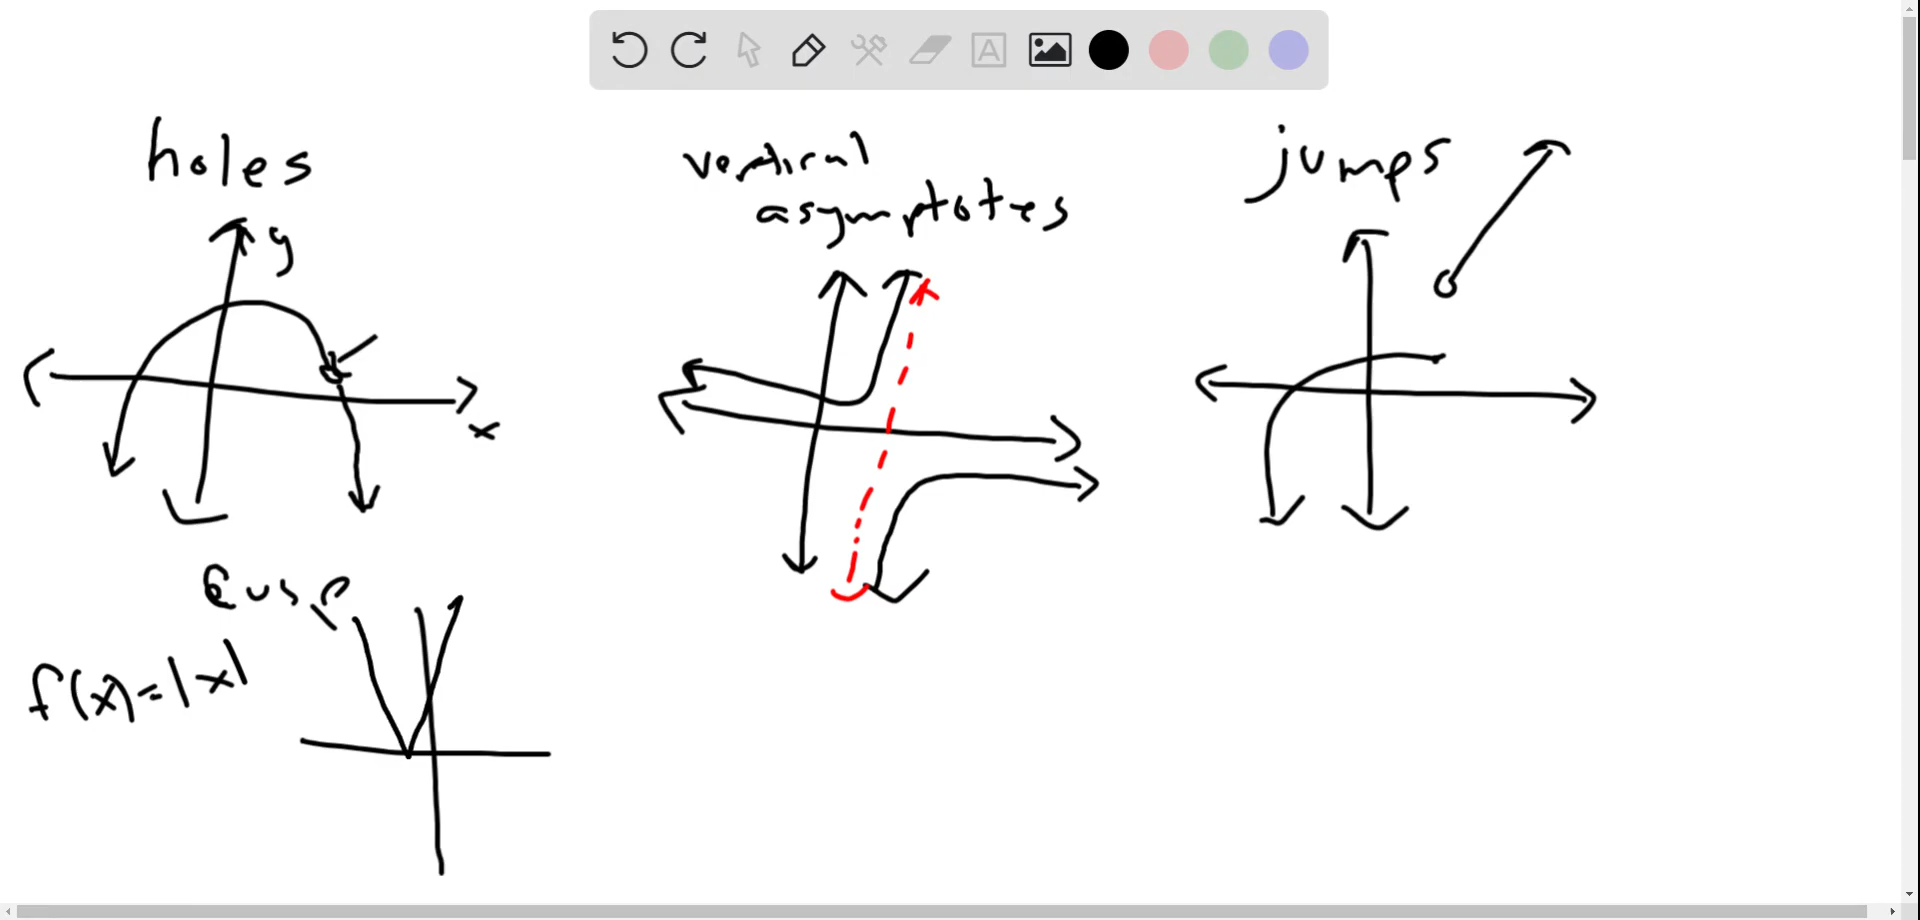 holes
vertical
asymptotes
jumps
y
x
cusp
f(x)=|x|
A